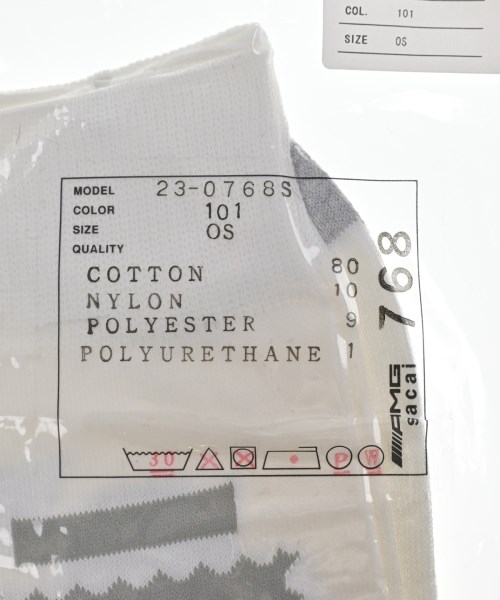 COL. 101
SIZE OS
MODEL 23-0768S
COLOR 101
SIZE OS
QUALITY
COTTON 80
NYLON 10
POLYESTER 9
POLYURETHANE 1
768
AMG
sacai
30
P
W